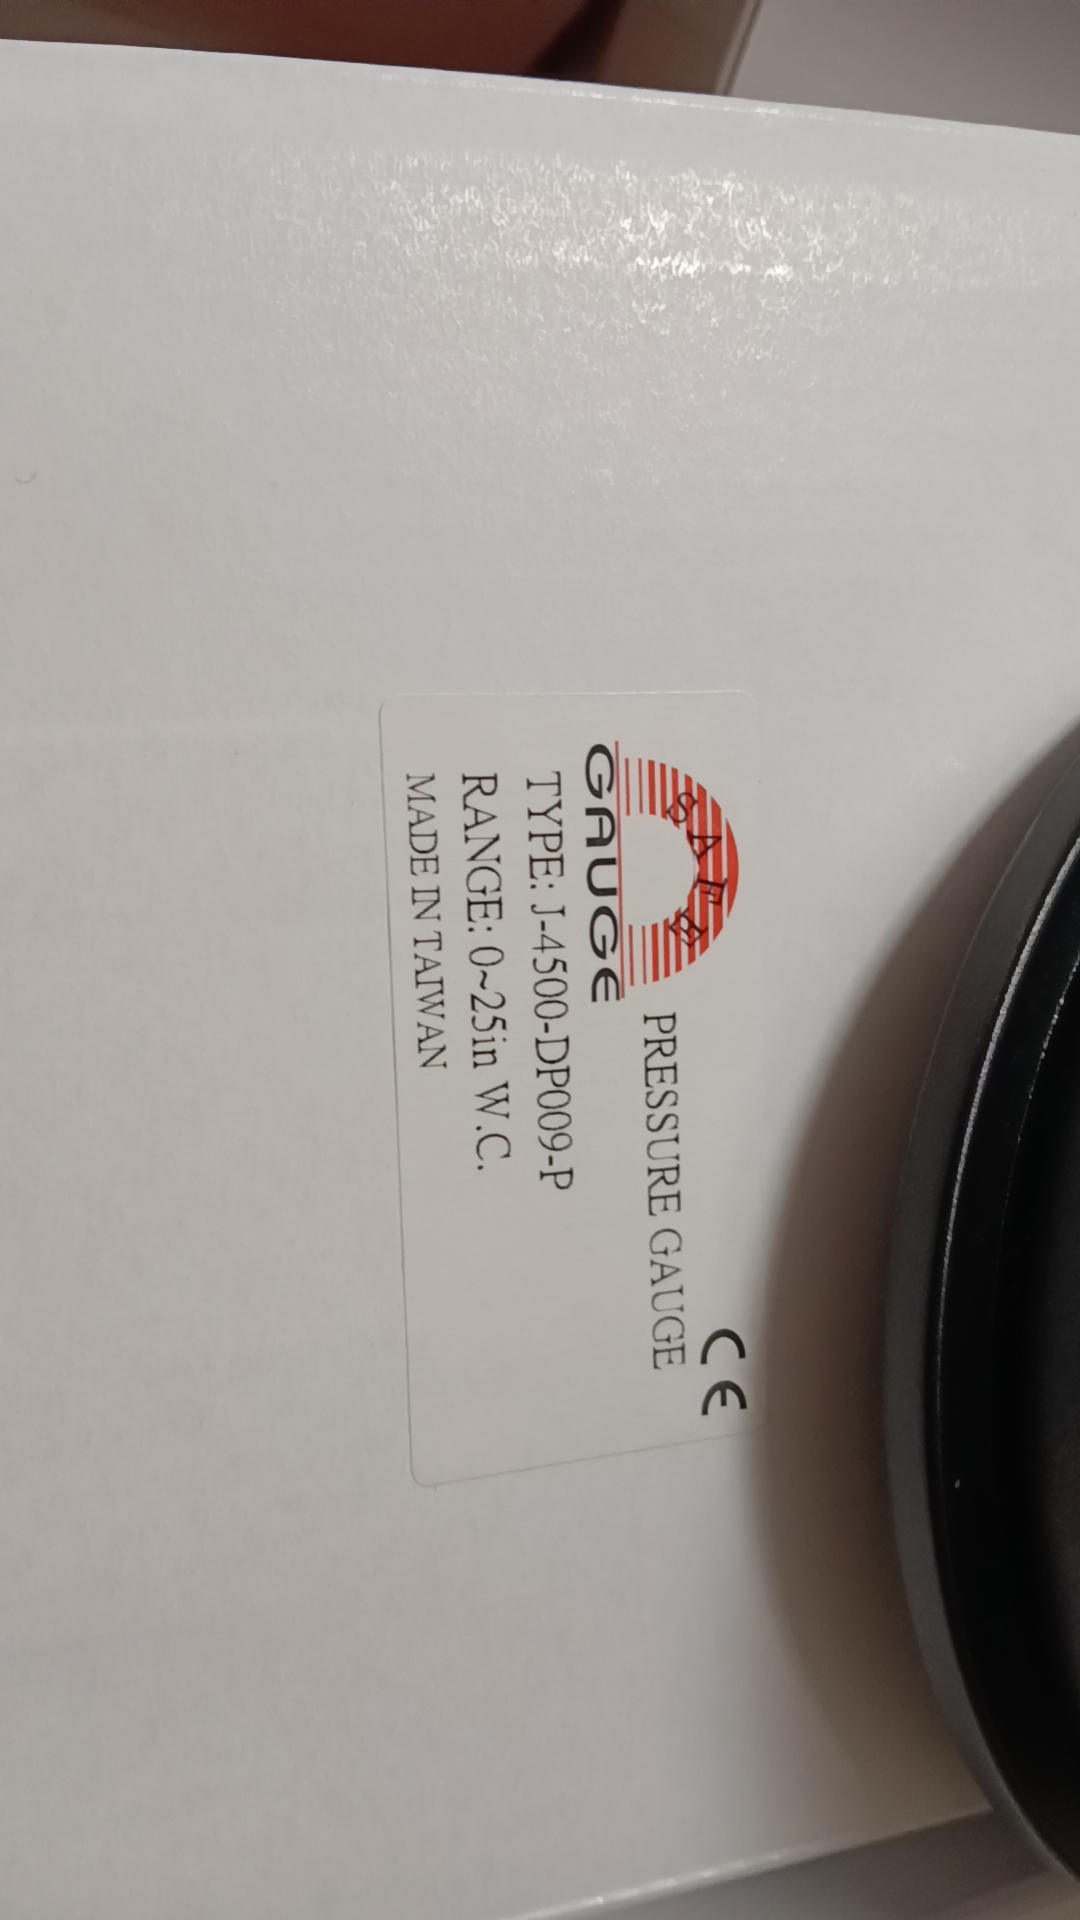 SAFE
GAUGE
PRESSURE GAUGE
CE
TYPE: J-4500-DP009-P
RANGE: 0~25in W.C.
MADE IN TAIWAN